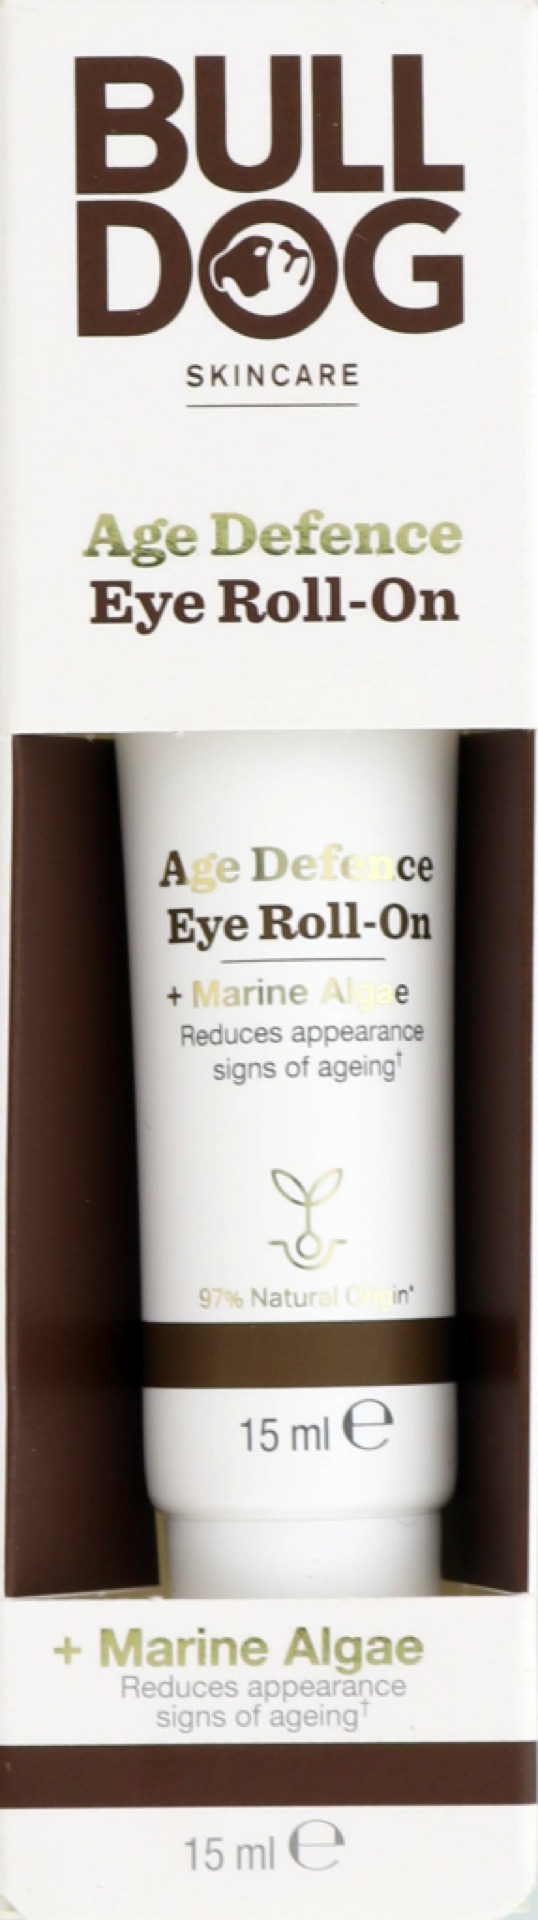 BULL
DOG
SKINCARE
Age Defence
Eye Roll-On
Age Defence
Eye Roll-On
+ Marine Algae
Reduces appearance
signs of ageing†
97% Natural Origin*
15 ml ℮
+ Marine Algae
Reduces appearance
signs of ageing†
15 ml ℮